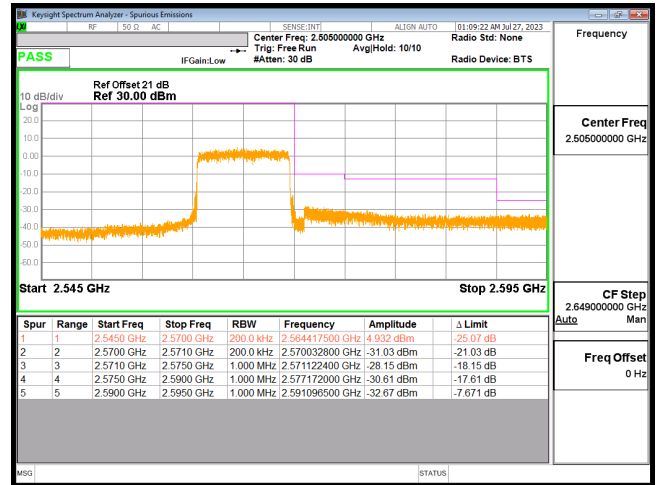 Keysight Spectrum Analyzer - Spurious Emissions
RF 50 Ω AC SENSE:INT ALIGN AUTO 01:09:22 AM Jul 27, 2023
Center Freq: 2.505000000 GHz Radio Std: None
Trig: Free Run Avg|Hold: 10/10
PASS IFGain:Low #Atten: 30 dB Radio Device: BTS
Ref Offset 21 dB
10 dB/div Ref 30.00 dBm
Log
20.0
10.0
0.00
-10.0
-20.0
-30.0
-40.0
-50.0
-60.0
Start 2.545 GHz Stop 2.595 GHz
Spur Range Start Freq Stop Freq RBW Frequency Amplitude Δ Limit
1 1 2.5450 GHz 2.5700 GHz 200.0 kHz 2.564417500 GHz 4.932 dBm -25.07 dB
2 2 2.5700 GHz 2.5710 GHz 200.0 kHz 2.570032800 GHz -31.03 dBm -21.03 dB
3 3 2.5710 GHz 2.5750 GHz 1.000 MHz 2.571122400 GHz -28.15 dBm -18.15 dB
4 4 2.5750 GHz 2.5900 GHz 1.000 MHz 2.577172000 GHz -30.61 dBm -17.61 dB
5 5 2.5900 GHz 2.5950 GHz 1.000 MHz 2.591096500 GHz -32.67 dBm -7.671 dB
MSG STATUS
Frequency
Center Freq
2.505000000 GHz
CF Step
2.649000000 GHz
Auto Man
Freq Offset
0 Hz